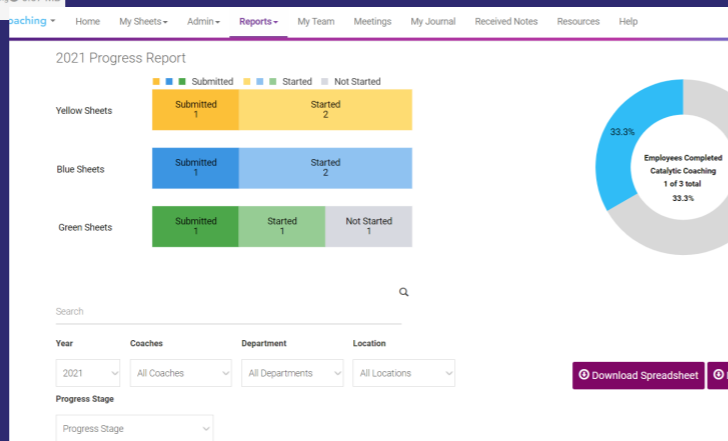 Home My Sheets Admin Reports My Team Meetings My Journal Received Notes Resources Help
2021 Progress Report
Submitted Started Not Started
Yellow Sheets Submitted 1 Started 2
Blue Sheets Submitted 1 Started 2
Green Sheets Submitted 1 Started 1 Not Started 1
33.3%
Employees Completed
Catalytic Coaching
1 of 3 total
33.3%
Search
Year Coaches Department Location
2021 All Coaches All Departments All Locations
Download Spreadsheet
Progress Stage
Progress Stage